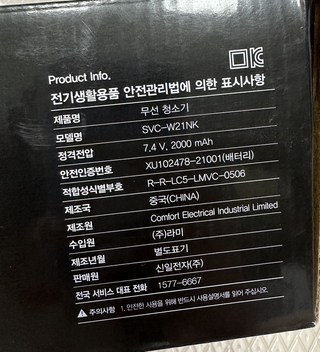 Product Info.
전기생활용품 안전관리법에 의한 표시사항
제품명 무선 청소기
모델명 SVC-W21NK
정격전압 7.4 V, 2000 mAh
안전인증번호 XU102478-21001(배터리)
적합성식별부호 R-R-LC5-LMVC-0506
제조국 중국(CHINA)
제조원 Comfort Electrical Industrial Limited
수입원 (주)라미
제조년월 별도표기
판매원 신일전자(주)
전국 서비스 대표 전화 1577-6667
주의사항 1. 안전한 사용을 위해 반드시 사용설명서를 읽어 주십시오.